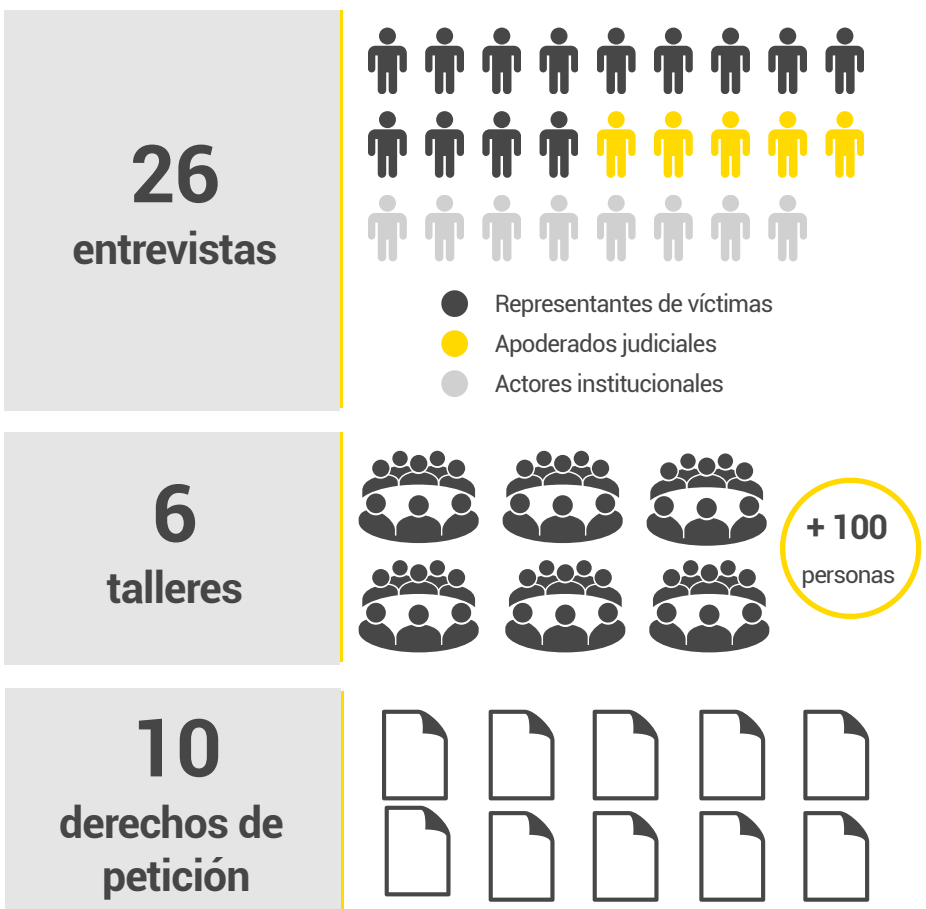 26
entrevistas
Representantes de víctimas
Apoderados judiciales
Actores institucionales
6
talleres
+ 100
personas
10
derechos de
petición